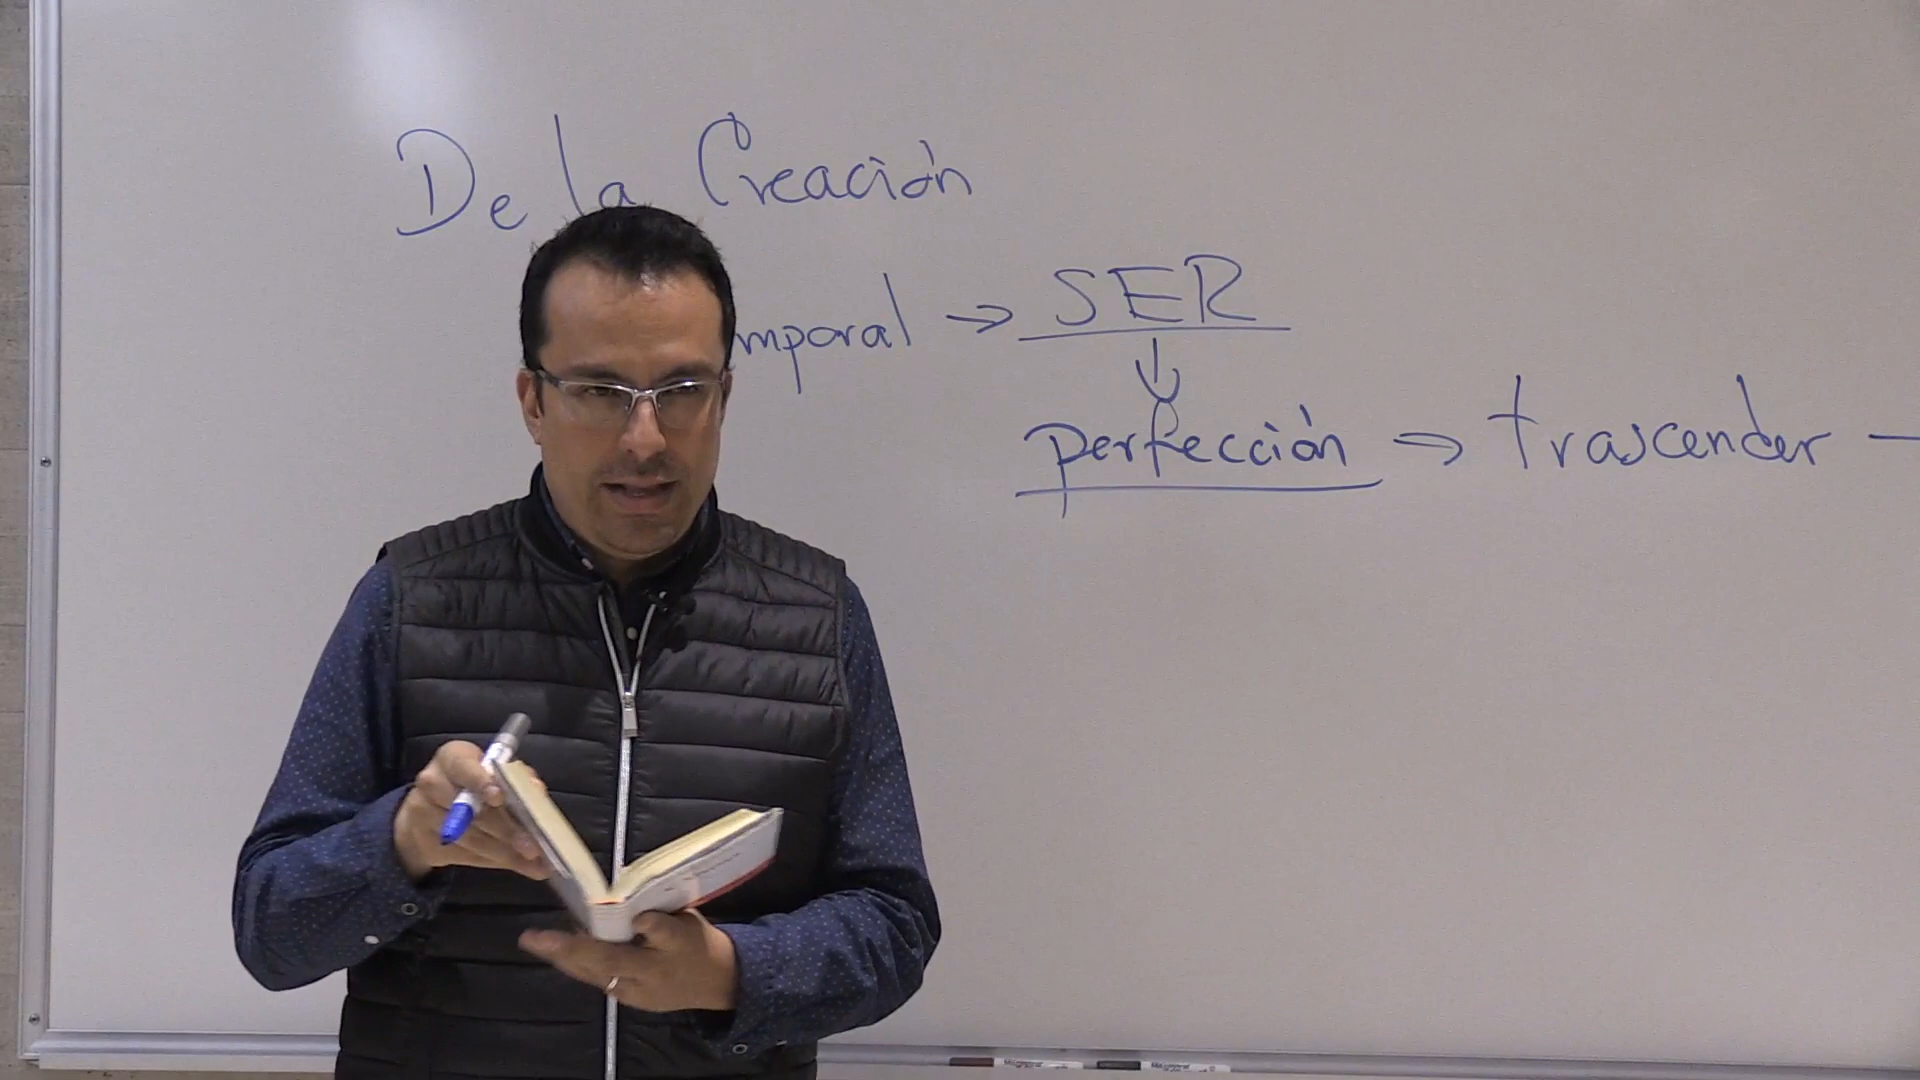 De la Creación
mporal → SER
↓
perfección → trascender —